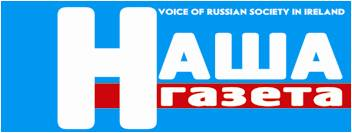 VOICE OF RUSSIAN SOCIETY IN IRELAND
НАША
газета